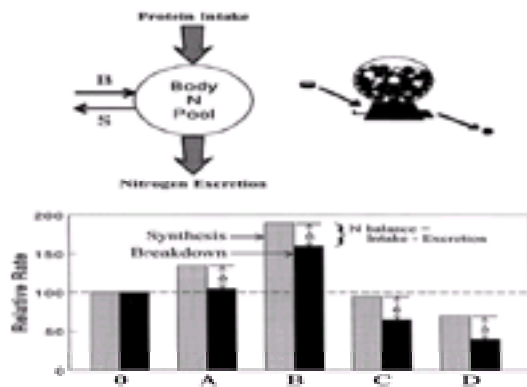 Protein Intake
B
S
Body
N
Pool
Nitrogen Excretion
200
150
100
50
0
Relative Rate
Synthesis
Breakdown
N balance =
Intake - Excretion
0 A B C D